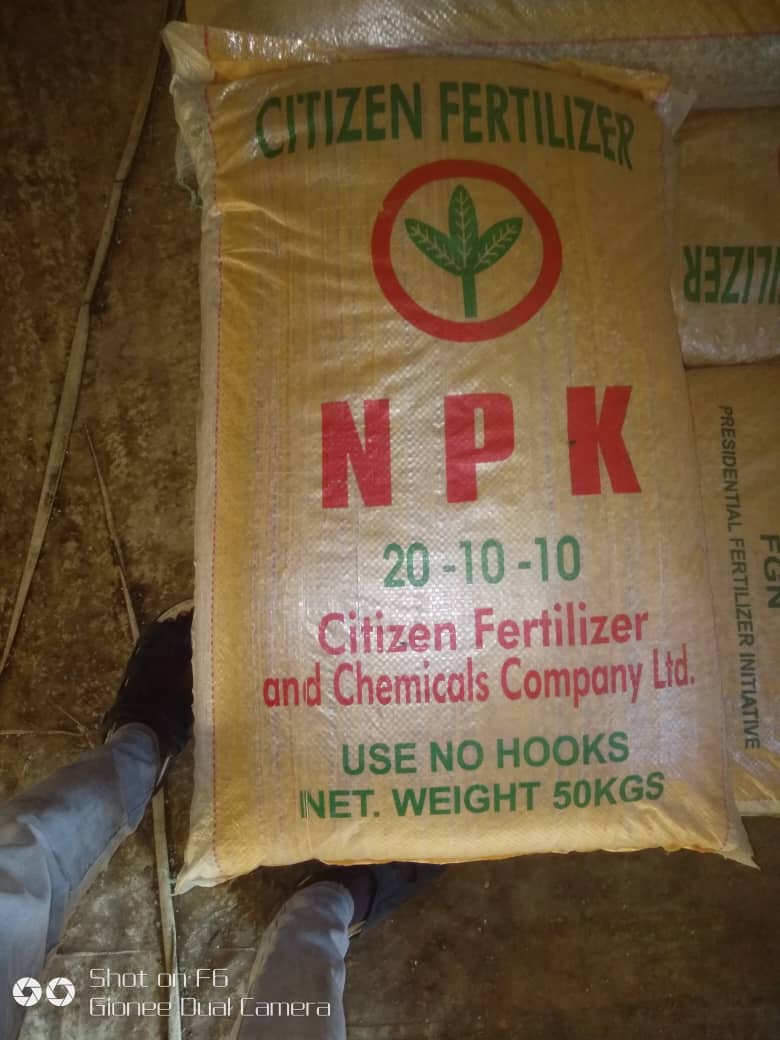 CITIZEN FERTILIZER
N P K
20 -10 -10
Citizen Fertilizer
and Chemicals Company Ltd.
USE NO HOOKS
NET. WEIGHT 50KGS
LIZER
FGN
PRESIDENTIAL FERTILIZER INITIATIVE
Shot on F6
Gionee Dual Camera